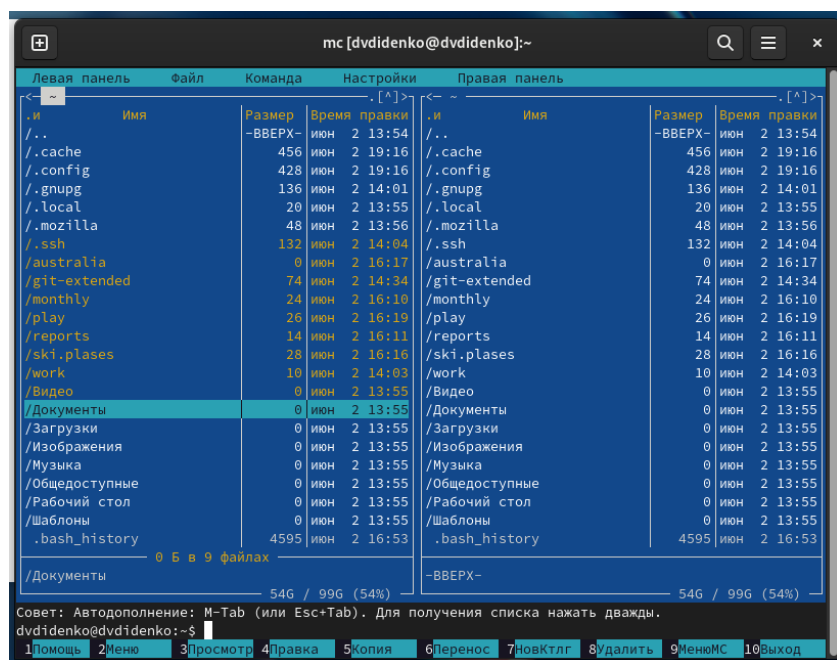 mc [dvdidenko@dvdidenko]:~
Левая панель Файл Команда Настройки Правая панель
<— ~ .[^]> <— ~ .[^]>
.и Имя Размер Время правки .и Имя Размер Время правки
/.. -ВВЕРХ- июн 2 13:54 /.. -ВВЕРХ- июн 2 13:54
/.cache 456 июн 2 19:16 /.cache 456 июн 2 19:16
/.config 428 июн 2 19:16 /.config 428 июн 2 19:16
/.gnupg 136 июн 2 14:01 /.gnupg 136 июн 2 14:01
/.local 20 июн 2 13:55 /.local 20 июн 2 13:55
/.mozilla 48 июн 2 13:56 /.mozilla 48 июн 2 13:56
/.ssh 132 июн 2 14:04 /.ssh 132 июн 2 14:04
/australia 0 июн 2 16:17 /australia 0 июн 2 16:17
/git-extended 74 июн 2 14:34 /git-extended 74 июн 2 14:34
/monthly 24 июн 2 16:10 /monthly 24 июн 2 16:10
/play 26 июн 2 16:19 /play 26 июн 2 16:19
/reports 14 июн 2 16:11 /reports 14 июн 2 16:11
/ski.plases 28 июн 2 16:16 /ski.plases 28 июн 2 16:16
/work 10 июн 2 14:03 /work 10 июн 2 14:03
/Видео 0 июн 2 13:55 /Видео 0 июн 2 13:55
/Документы 0 июн 2 13:55 /Документы 0 июн 2 13:55
/Загрузки 0 июн 2 13:55 /Загрузки 0 июн 2 13:55
/Изображения 0 июн 2 13:55 /Изображения 0 июн 2 13:55
/Музыка 0 июн 2 13:55 /Музыка 0 июн 2 13:55
/Общедоступные 0 июн 2 13:55 /Общедоступные 0 июн 2 13:55
/Рабочий стол 0 июн 2 13:55 /Рабочий стол 0 июн 2 13:55
/Шаблоны 0 июн 2 13:55 /Шаблоны 0 июн 2 13:55
.bash_history 4595 июн 2 16:53 .bash_history 4595 июн 2 16:53
0 Б в 9 файлах
/Документы -ВВЕРХ-
54G / 99G (54%) 54G / 99G (54%)
Совет: Автодополнение: M-Tab (или Esc+Tab). Для получения списка нажать дважды.
dvdidenko@dvdidenko:~$
1Помощь 2Меню 3Просмотр 4Правка 5Копия 6Перенос 7НовКтлг 8Удалить 9МенюMC 10Выход